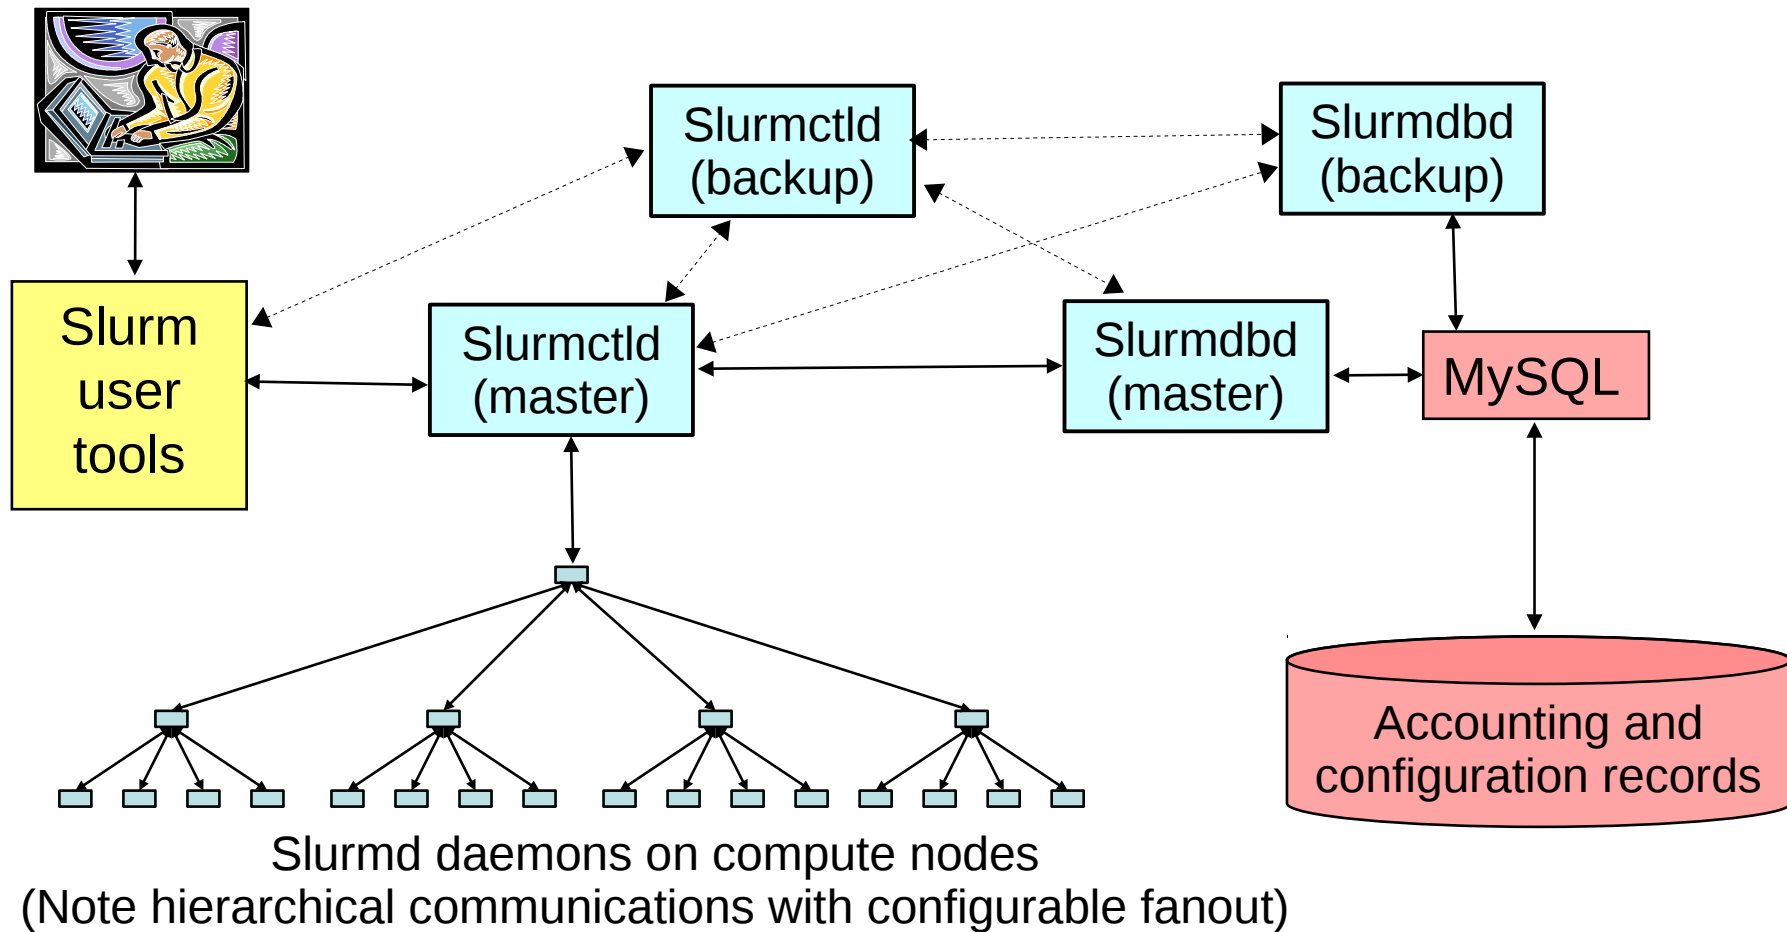 Slurmctld
(backup)
Slurmdbd
(backup)
Slurm
user
tools
Slurmctld
(master)
Slurmdbd
(master)
MySQL
Accounting and
configuration records
Slurmd daemons on compute nodes
(Note hierarchical communications with configurable fanout)